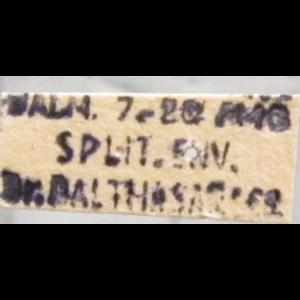 DALM. 7-20
SPLIT. ENV.
Dr. BALTHASAR